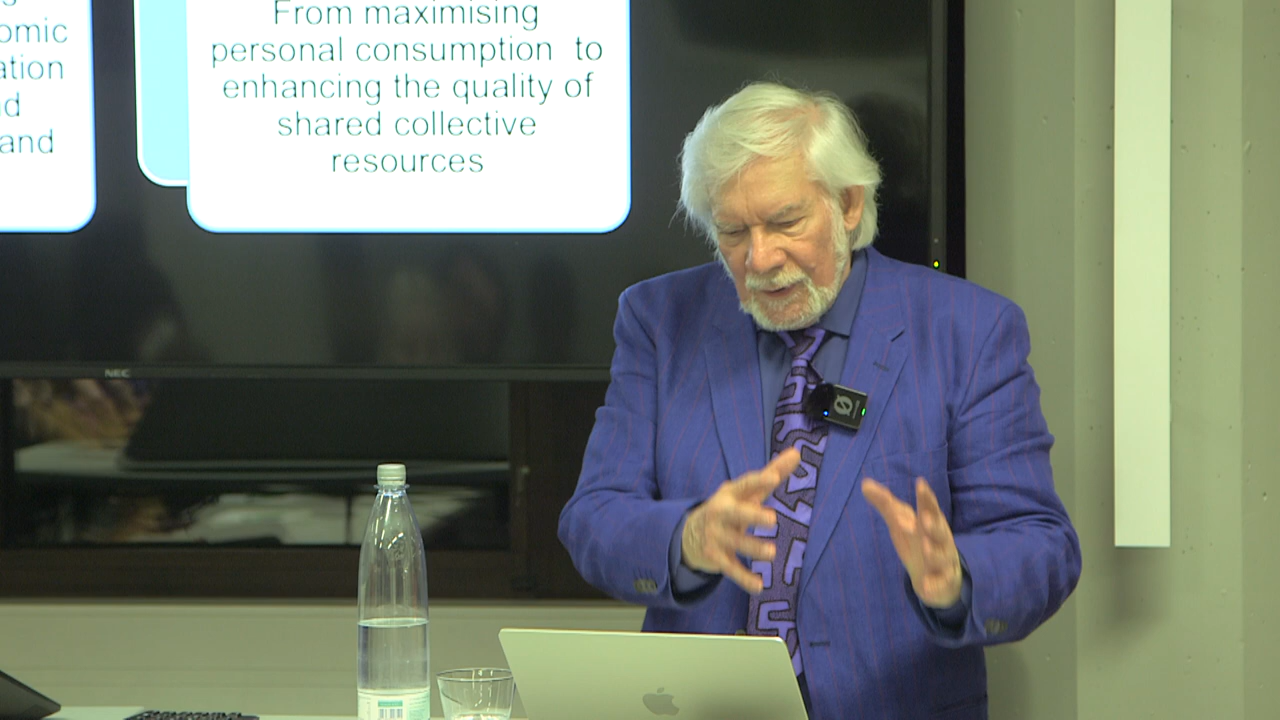 omic
ation
and
From maximising
personal consumption to
enhancing the quality of
shared collective
resources
NEC